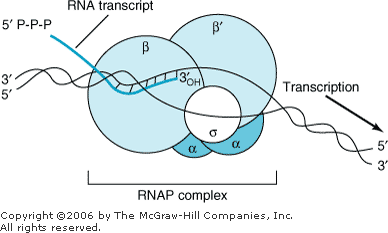 RNA transcript
5′ P-P-P
β
β′
3′
5′
3′OH
Transcription
σ
α
α
5′
3′
RNAP complex
Copyright ©2006 by The McGraw-Hill Companies, Inc.
All rights reserved.